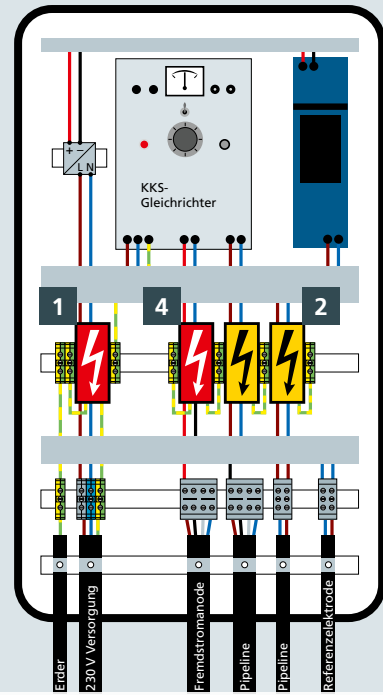 + −
L N
KKS-
Gleichrichter
1
4
2
Erder
230 V Versorgung
Fremdstromanode
Pipeline
Pipeline
Referenzelektrode